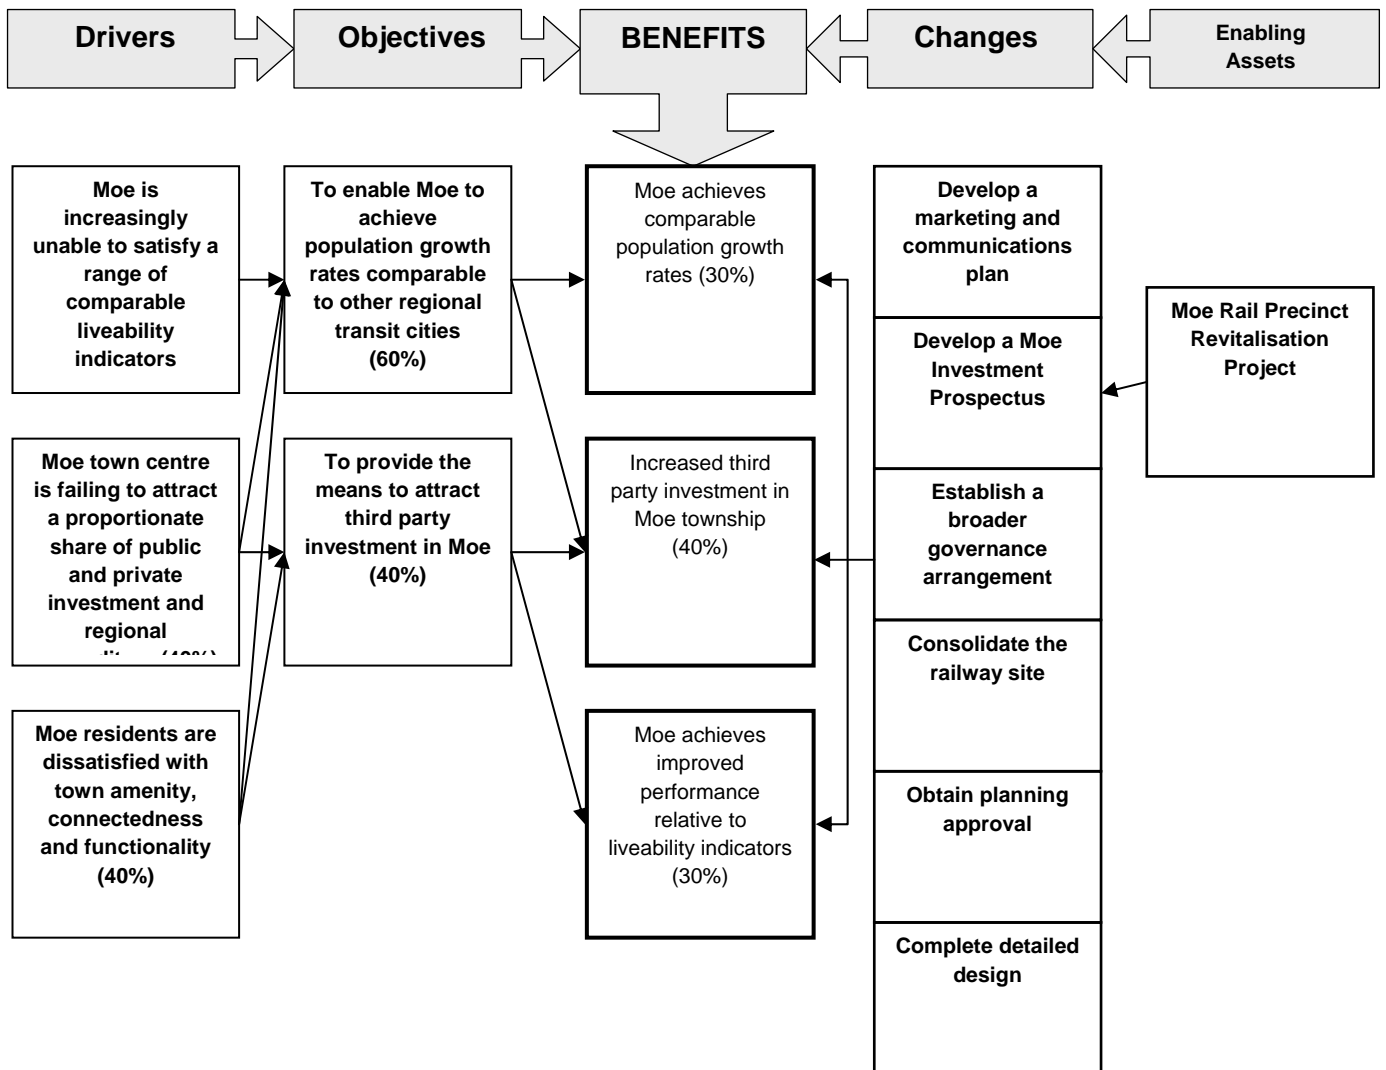 Drivers
Objectives
BENEFITS
Changes
Enabling
Assets
Moe is
increasingly
unable to satisfy a
range of
comparable
liveability
indicators
Moe town centre
is failing to attract
a proportionate
share of public
and private
investment and
regional
Moe residents are
dissatisfied with
town amenity,
connectedness
and functionality
(40%)
To enable Moe to
achieve
population growth
rates comparable
to other regional
transit cities
(60%)
To provide the
means to attract
third party
investment in Moe
(40%)
Moe achieves
comparable
population growth
rates (30%)
Increased third
party investment in
Moe township
(40%)
Moe achieves
improved
performance
relative to
liveability indicators
(30%)
Develop a
marketing and
communications
plan
Develop a Moe
Investment
Prospectus
Establish a
broader
governance
arrangement
Consolidate the
railway site
Obtain planning
approval
Complete detailed
design
Moe Rail Precinct
Revitalisation
Project